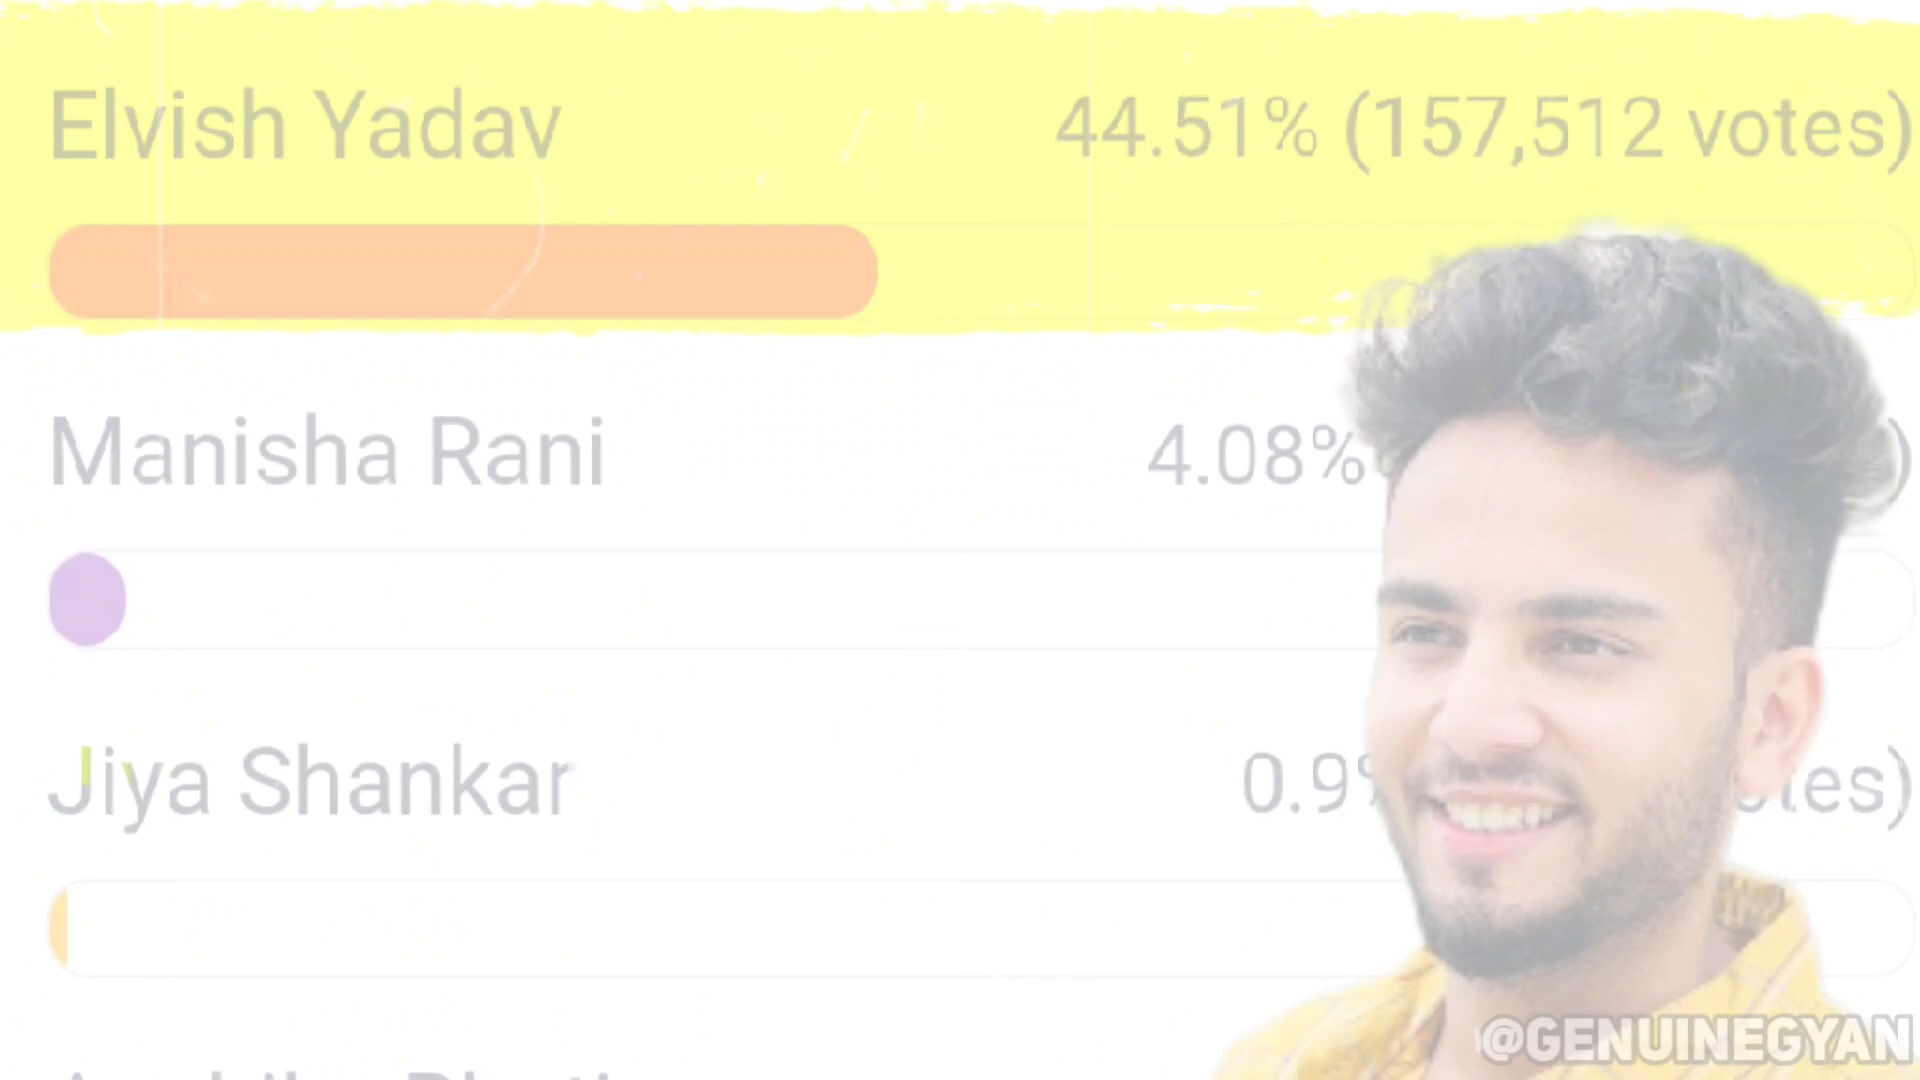 Elvish Yadav 44.51% (157,512 votes)
Manisha Rani 4.08% )
Jiya Shankar 0.9%
@GENUINEGYAN